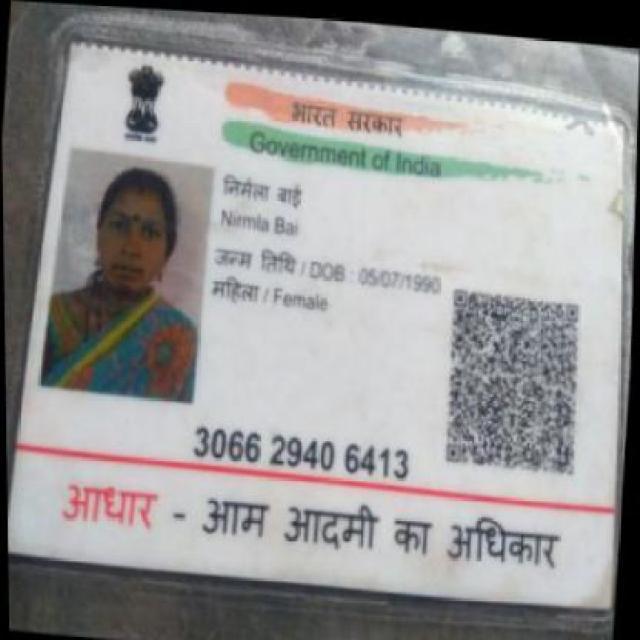 भारत सरकार
Government of India
निर्मला बाई
Nirmla Bai
जन्म तिथि / DOB : 05/07/1990
महिला / Female
3066 2940 6413
आधार - आम आदमी का अधिकार